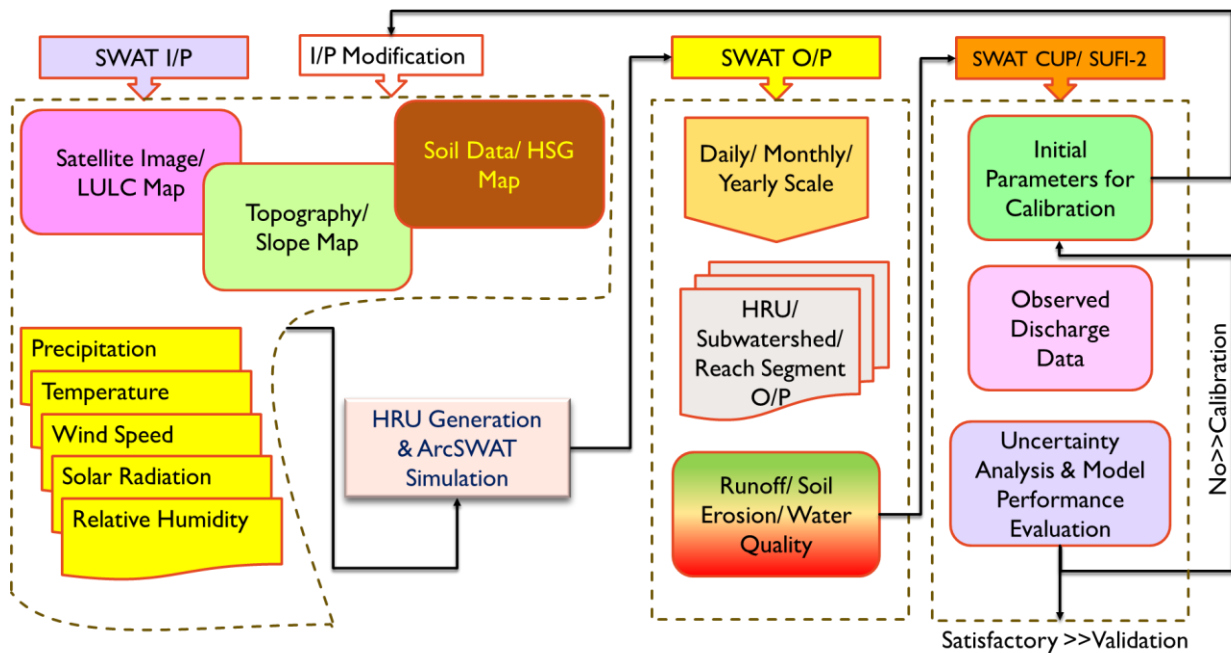 SWAT I/P
I/P Modification
SWAT O/P
SWAT CUP/ SUFI-2
Satellite Image/
LULC Map
Topography/
Slope Map
Soil Data/ HSG
Map
Precipitation
Temperature
Wind Speed
Solar Radiation
Relative Humidity
HRU Generation
& ArcSWAT
Simulation
Daily/ Monthly/
Yearly Scale
HRU/
Subwatershed/
Reach Segment
O/P
Runoff/ Soil
Erosion/ Water
Quality
Initial
Parameters for
Calibration
Observed
Discharge
Data
Uncertainty
Analysis & Model
Performance
Evaluation
No>>Calibration
Satisfactory >>Validation